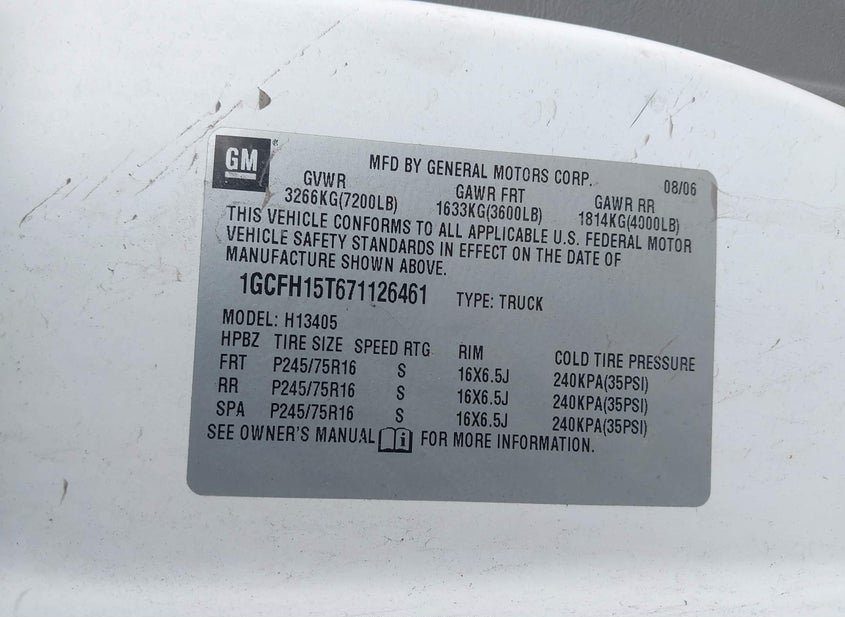 GM
MFD BY GENERAL MOTORS CORP. 08/06
GVWR GAWR FRT GAWR RR
3266KG(7200LB) 1633KG(3600LB) 1814KG(4000LB)
THIS VEHICLE CONFORMS TO ALL APPLICABLE U.S. FEDERAL MOTOR
VEHICLE SAFETY STANDARDS IN EFFECT ON THE DATE OF
MANUFACTURE SHOWN ABOVE.
1GCFH15T671126461 TYPE: TRUCK
MODEL: H13405
HPBZ TIRE SIZE SPEED RTG RIM COLD TIRE PRESSURE
FRT P245/75R16 S 16X6.5J 240KPA(35PSI)
RR P245/75R16 S 16X6.5J 240KPA(35PSI)
SPA P245/75R16 S 16X6.5J 240KPA(35PSI)
SEE OWNER'S MANUAL i FOR MORE INFORMATION.